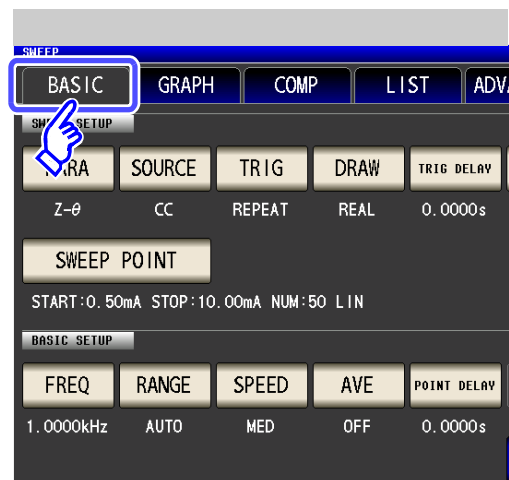 SWEEP
BASIC GRAPH COMP LIST
SETUP
SOURCE TRIG DRAW TRIG DELAY
Z-θ CC REPEAT REAL 0.0000s
SWEEP POINT
START:0.50mA STOP:10.00mA NUM:50 LIN
BASIC SETUP
FREQ RANGE SPEED AVE POINT DELAY
1.0000kHz AUTO MED OFF 0.0000s